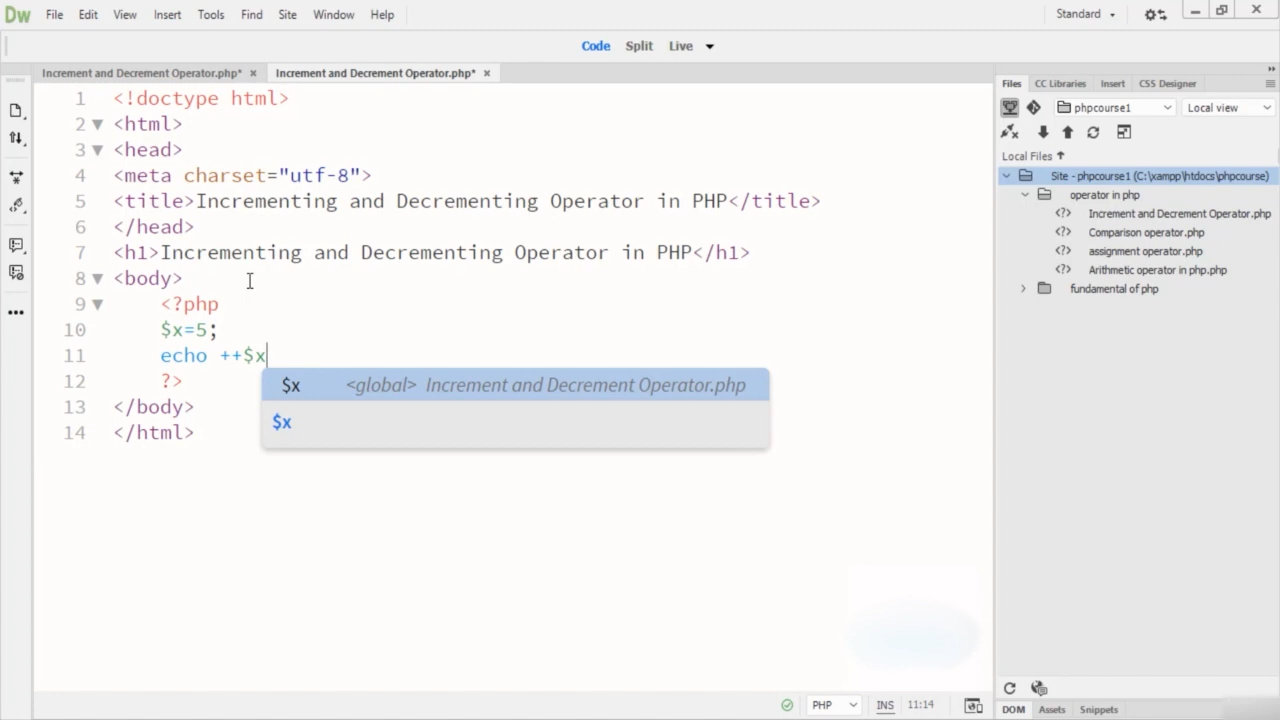 Dw File Edit View Insert Tools Find Site Window Help Standard
Code Split Live
Increment and Decrement Operator.php* × Increment and Decrement Operator.php* ×
1 <!doctype html>
2 <html>
3 <head>
4 <meta charset="utf-8">
5 <title>Incrementing and Decrementing Operator in PHP</title>
6 </head>
7 <h1>Incrementing and Decrementing Operator in PHP</h1>
8 <body>
9 <?php
10 $x=5;
11 echo ++$x
$x <global> Increment and Decrement Operator.php
12 ?>
13 </body>
$x
14 </html>
PHP INS 11:14
Files CC Libraries Insert CSS Designer
phpcourse1 Local view
Local Files
Site - phpcourse1 (C:\xampp\htdocs\phpcourse)
operator in php
<?> Increment and Decrement Operator.php
<?> Comparison operator.php
<?> assignment operator.php
<?> Arithmetic operator in php.php
fundamental of php
DOM Assets Snippets